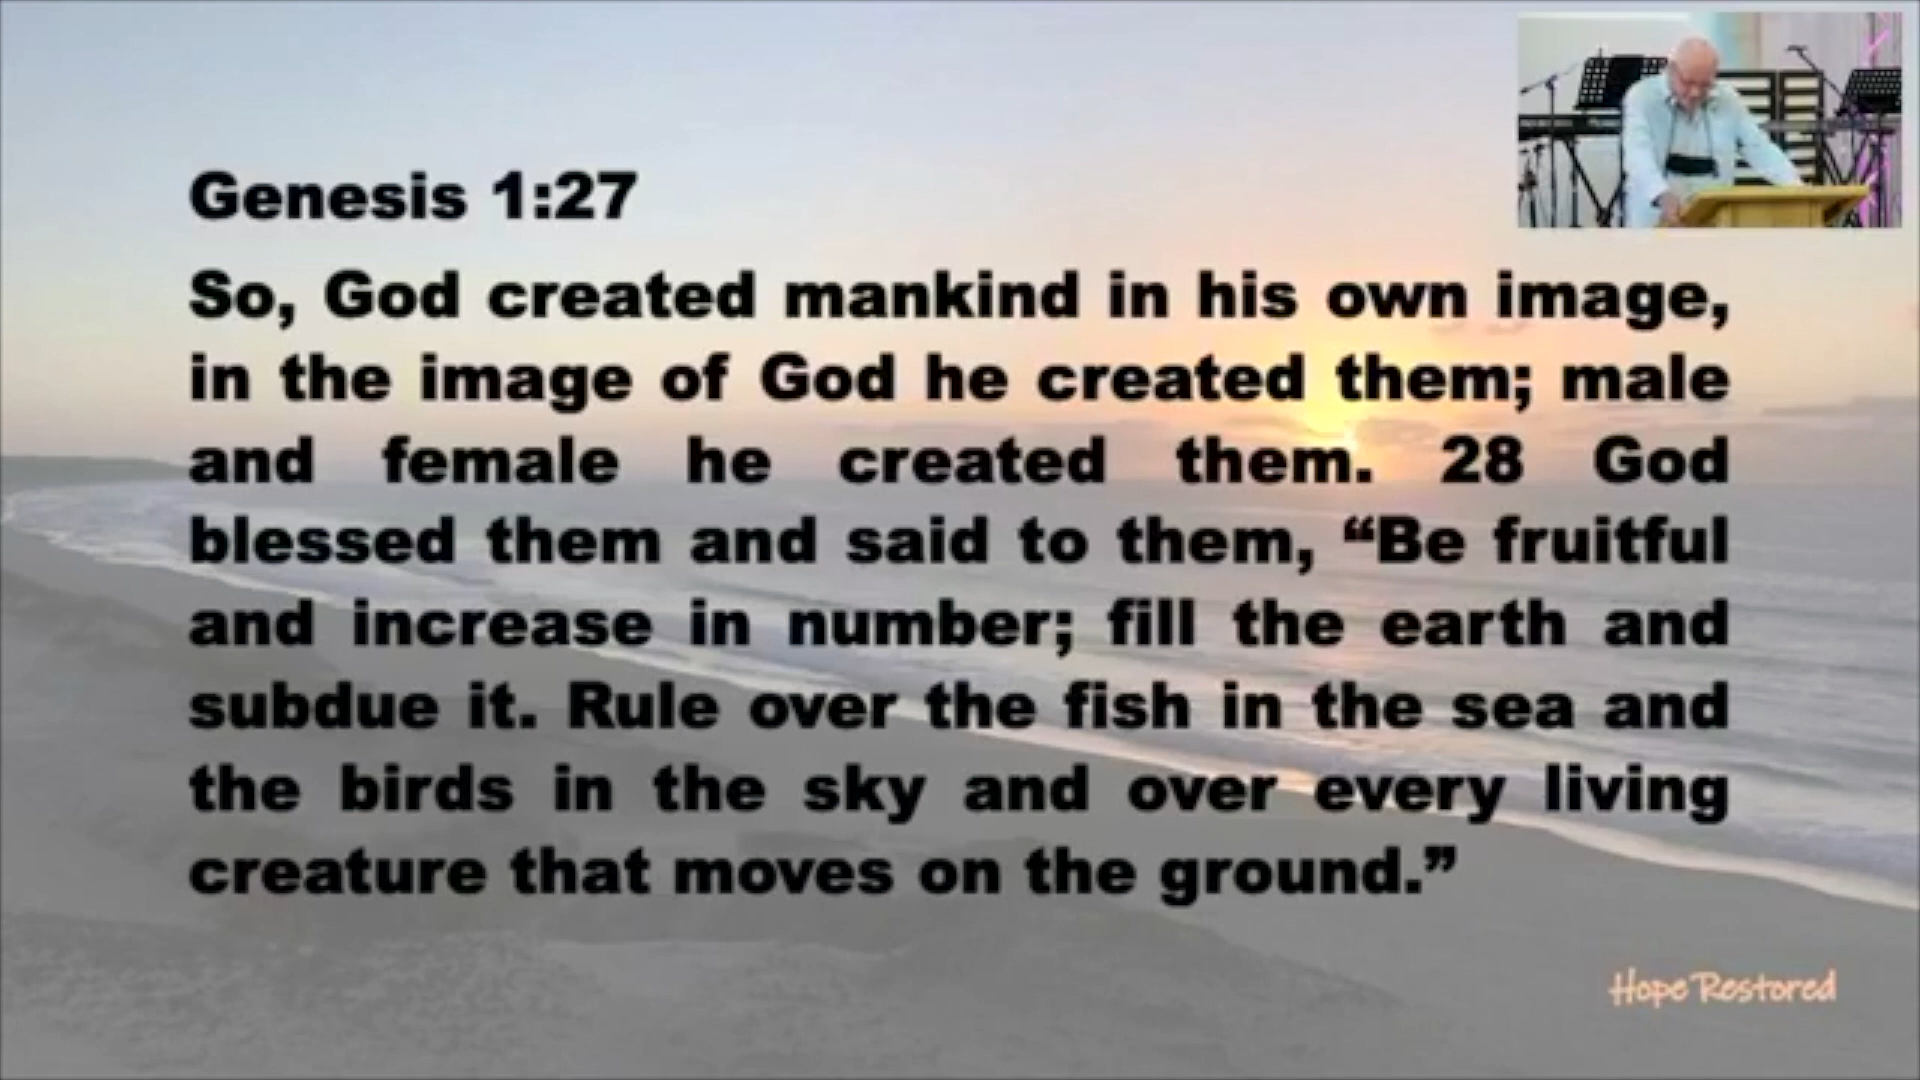 Genesis 1:27
So, God created mankind in his own image,
in the image of God he created them; male
and female he created them. 28 God
blessed them and said to them, “Be fruitful
and increase in number; fill the earth and
subdue it. Rule over the fish in the sea and
the birds in the sky and over every living
creature that moves on the ground.”
Hope Restored